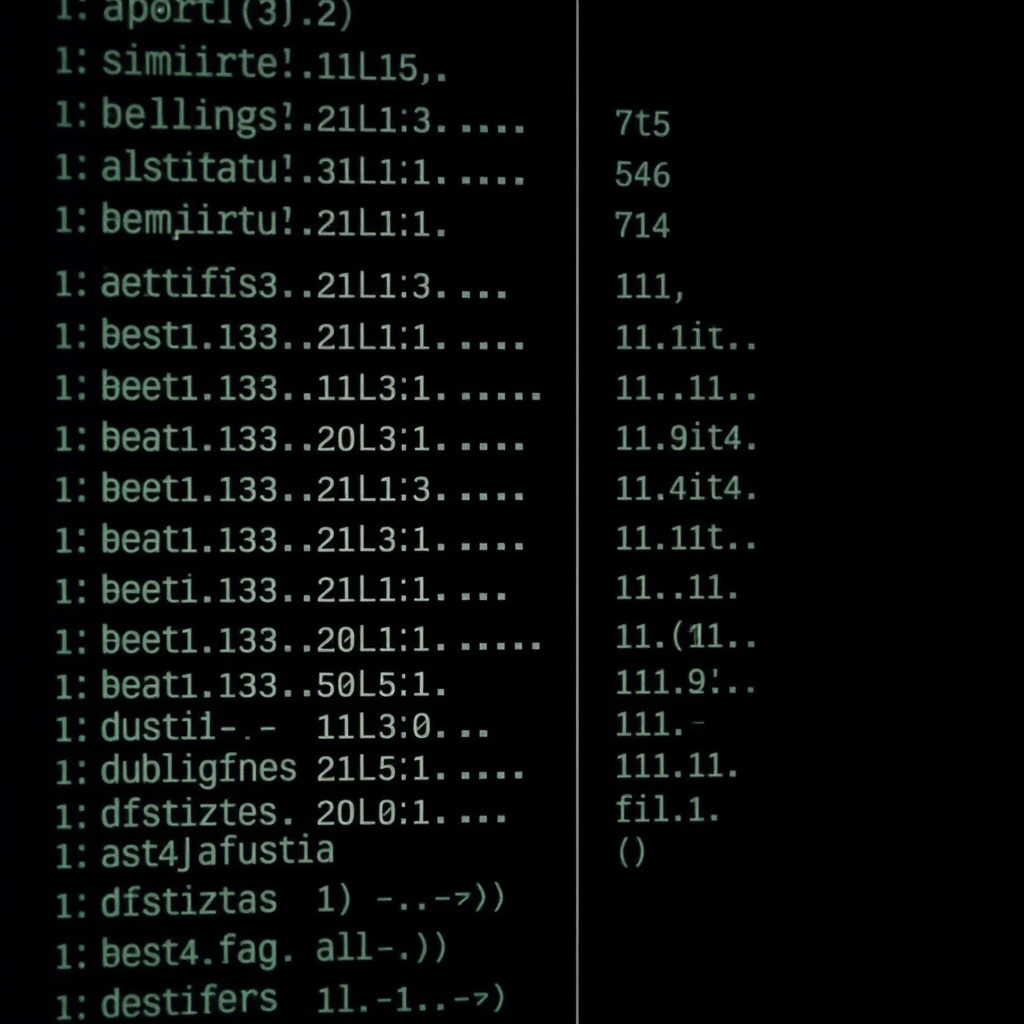 1: aportl(3).2)
1: simiirte!.11L15,.
1: bellings!.21L1:3..... 7t5
1: alstitatu!.31L1:1..... 546
1: bemiirtu!.21L1:1. 714
1: aettifís3..21L1:3.... 111,
1: best1.133..21L1:1..... 11.1it..
1: beet1.133..11L3:1...... 11..11..
1: beat1.133..20L3:1..... 11.9it4.
1: beet1.133..21L1:3..... 11.4it4.
1: beat1.133..21L3:1..... 11.11t..
1: beeti.133..21L1:1.... 11..11.
1: beet1.133..20L1:1...... 11.(11..
1: beat1.133..50L5:1. 111.9'..
1: dustil-.- 11L3:0... 111.-
1: dubligfnes 21L5:1..... 111.11.
1: dfstiztes. 20L0:1.... fil.1.
1: ast4Jafustia ()
1: dfstiztas 1) -..->))
1: best4.fag. all-.))
1: destifers 1l.-1..->)